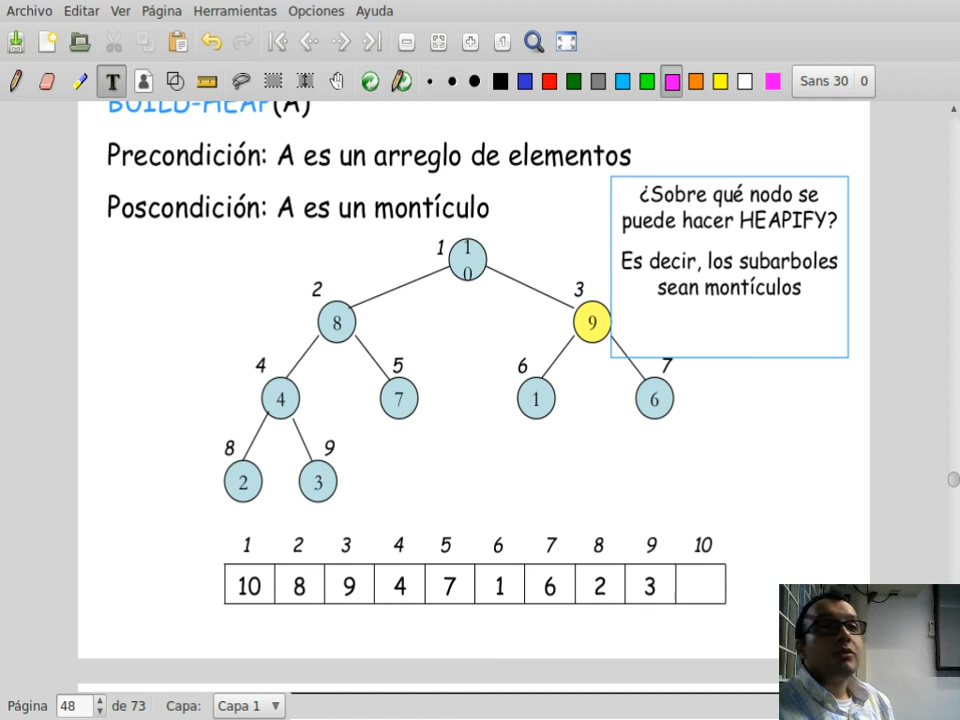 Archivo Editar Ver Página Herramientas Opciones Ayuda
T Sans 30 0
BUILD-HEAP(A)
Precondición: A es un arreglo de elementos
Poscondición: A es un montículo
¿Sobre qué nodo se
puede hacer HEAPIFY?
Es decir, los subarboles
sean montículos
1
1
0
2
3
8
9
4
5
6
7
4
7
1
6
8
9
2
3
1 2 3 4 5 6 7 8 9 10
10 8 9 4 7 1 6 2 3
Página 48 de 73 Capa: Capa 1